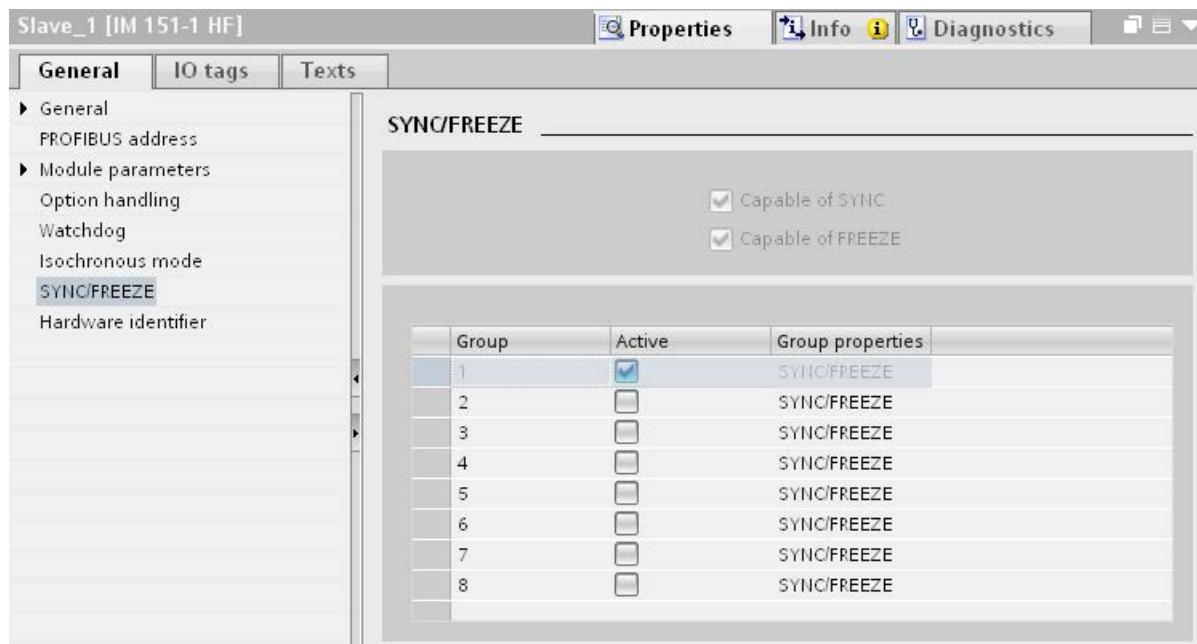 Slave_1 [IM 151-1 HF]
Properties
Info
Diagnostics
General
IO tags
Texts
General
PROFIBUS address
Module parameters
Option handling
Watchdog
Isochronous mode
SYNC/FREEZE
Hardware identifier
SYNC/FREEZE
Capable of SYNC
Capable of FREEZE
Group Active Group properties
1 SYNC/FREEZE
2 SYNC/FREEZE
3 SYNC/FREEZE
4 SYNC/FREEZE
5 SYNC/FREEZE
6 SYNC/FREEZE
7 SYNC/FREEZE
8 SYNC/FREEZE